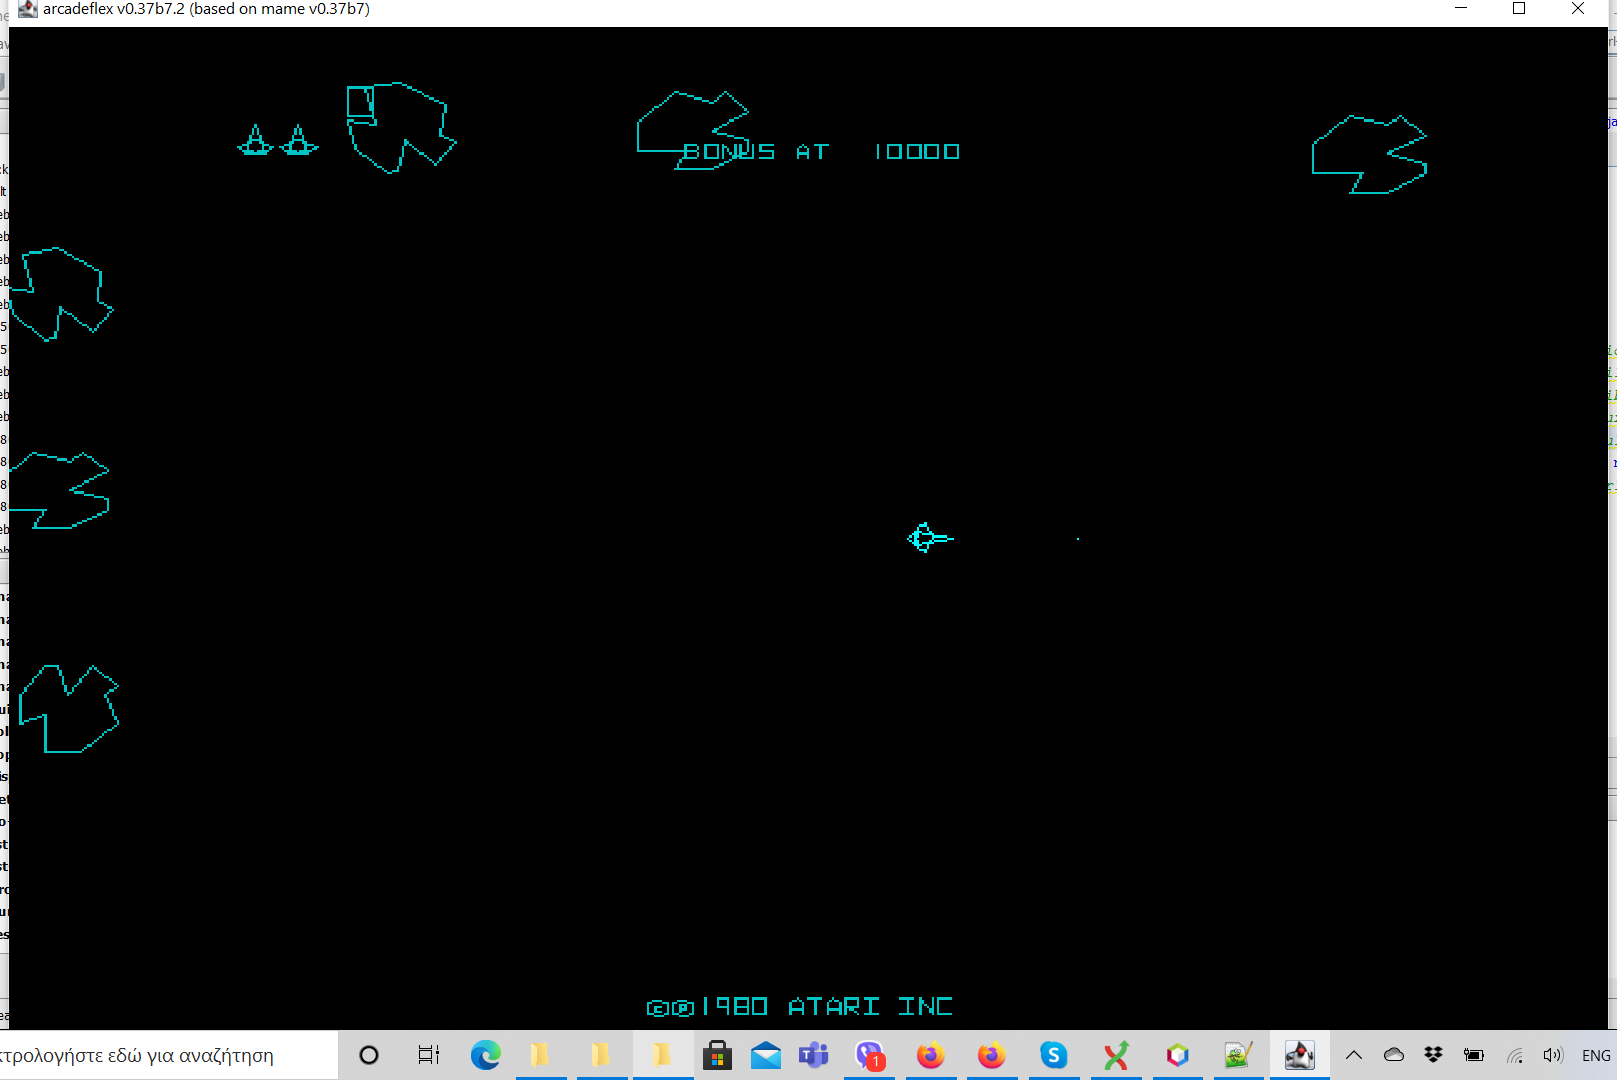 arcadeflex v0.37b7.2 (based on mame v0.37b7)
0
BONUS AT 10000
©℗1980 ATARI INC
κτρολογήστε εδώ για αναζήτηση
1
ENG